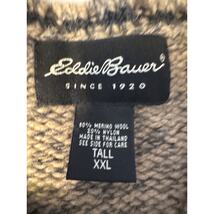 Eddie Bauer®
SINCE 1920
80% MERINO WOOL
20% NYLON
MADE IN THAILAND
SEE SIDE FOR CARE
TALL
XXL